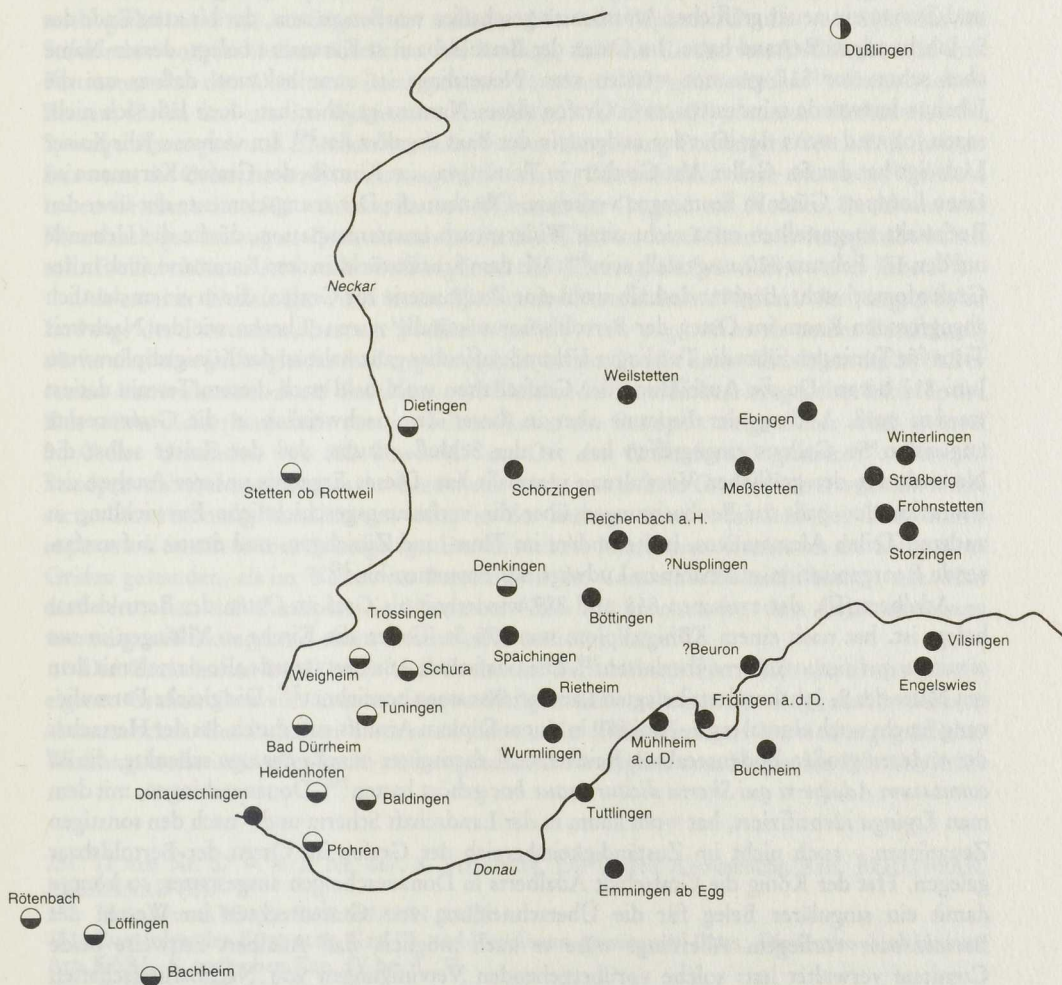 Dußlingen
Neckar
Weilstetten
Dietingen
Ebingen
Winterlingen
Stetten ob Rottweil
Schörzingen
Meßstetten
Straßberg
Frohnstetten
Reichenbach a. H.
Storzingen
?Nusplingen
Denkingen
Trossingen
Böttingen
Spaichingen
?Beuron
Vilsingen
Weigheim
Schura
Engelswies
Rietheim
Fridingen a.d.D.
Tuningen
Bad Dürrheim
Wurmlingen
Mühlheim
a.d.D.
Buchheim
Heidenhofen
Donaueschingen
Baldingen
Tuttlingen
Pfohren
Donau
Emmingen ab Egg
Rötenbach
Löffingen
Bachheim